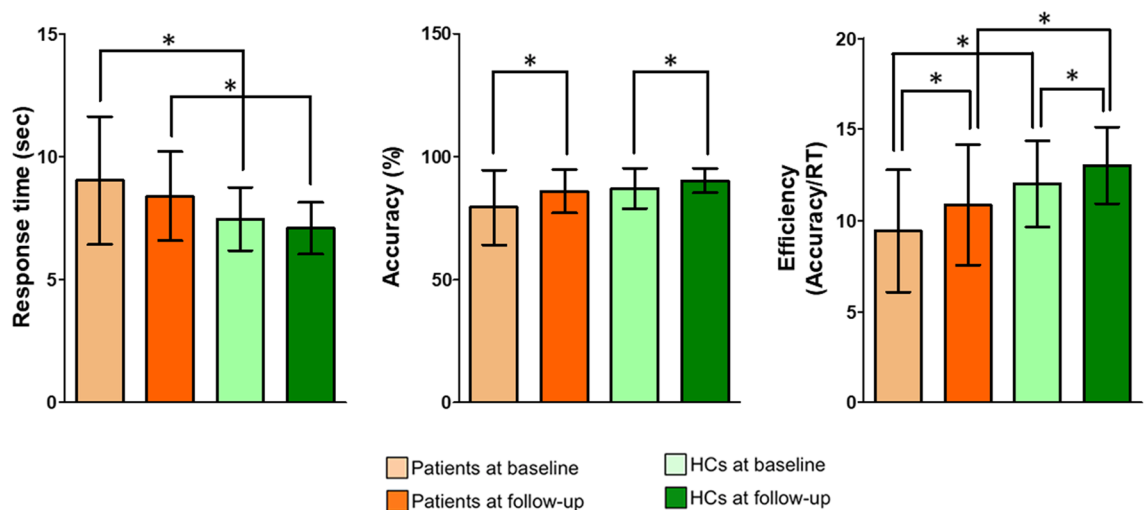 15
10
5
0
Response time (sec)
*
*
150
100
50
0
Accuracy (%)
*
*
20
15
10
5
0
Efficiency
(Accuracy/RT)
*
*
*
*
Patients at baseline
HCs at baseline
Patients at follow-up
HCs at follow-up